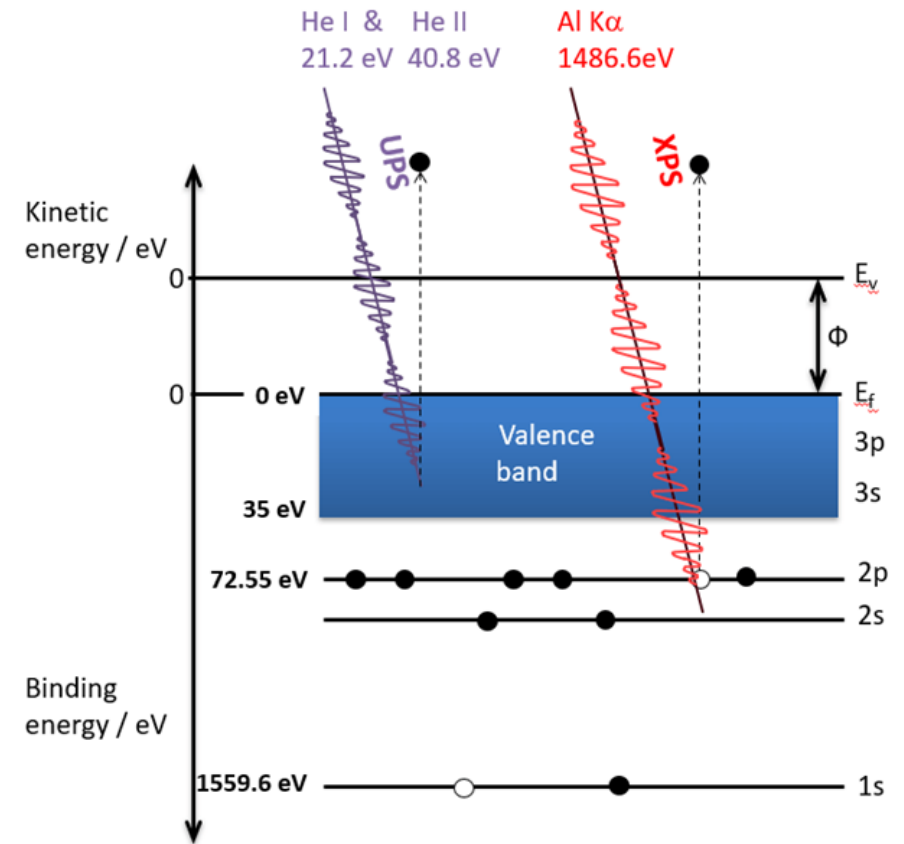 He I & He II
21.2 eV 40.8 eV
Al Kα
1486.6eV
UPS
XPS
Kinetic
energy / eV
0
E_v
Φ
0
0 eV
E_f
Valence
band
3p
3s
35 eV
72.55 eV
2p
2s
Binding
energy / eV
1559.6 eV
1s